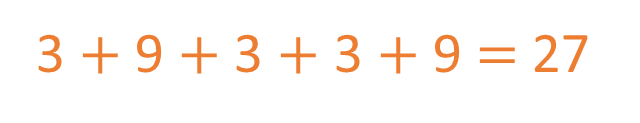 3 + 9 + 3 + 3 + 9 = 27